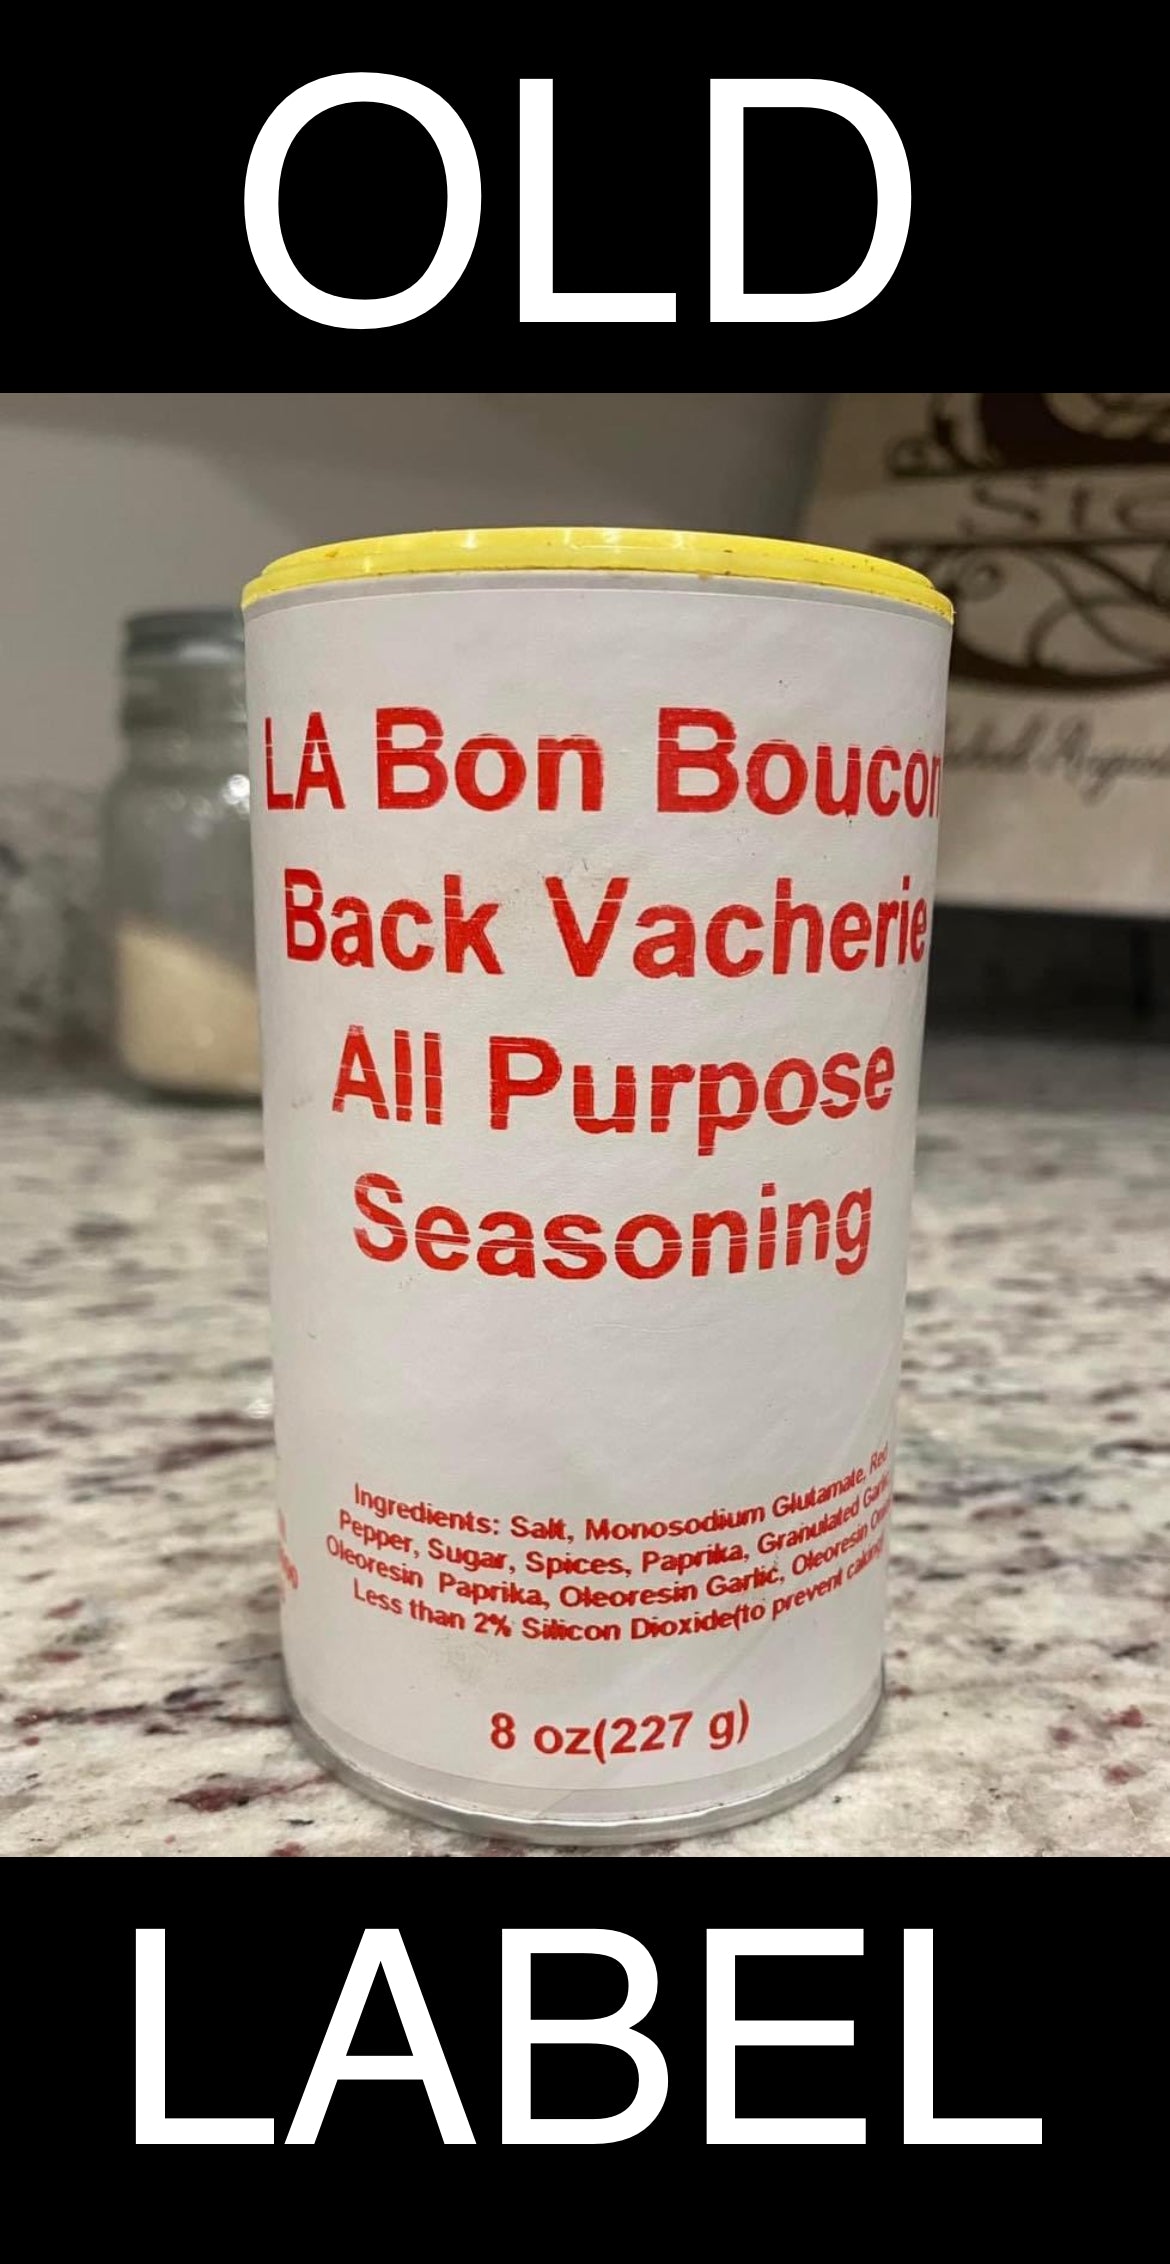 OLD
LA Bon Boucon
Back Vacherie
All Purpose
Seasoning
Ingredients: Salt, Monosodium Glutamate, Red
Pepper, Sugar, Spices, Paprika, Granulated
Oleoresin Paprika, Oleoresin Garlic, Oleoresin
Less than 2% Silicon Dioxide(to prevent caking
8 oz(227 g)
LABEL